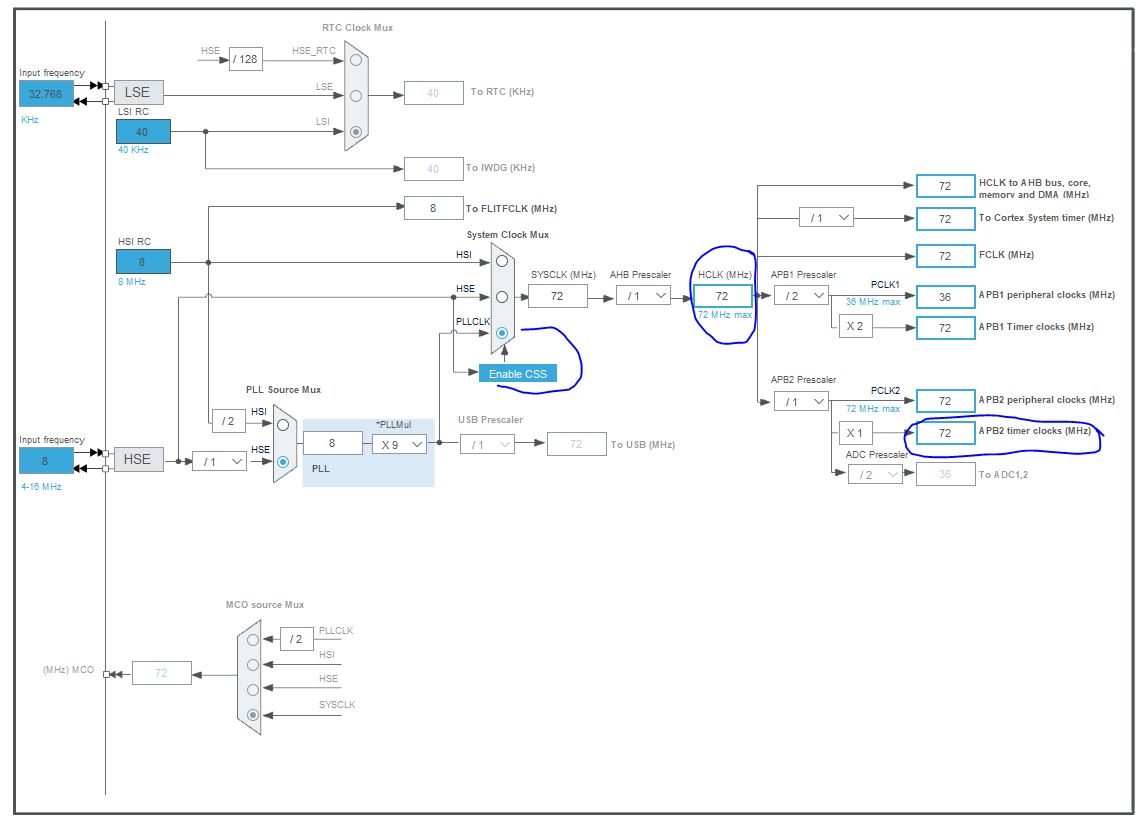 RTC Clock Mux
HSE
/ 128
HSE_RTC
Input frequency
32.768
KHz
LSE
LSE
40
To RTC (KHz)
LSI RC
40
40 KHz
LSI
40
To IWDG (KHz)
8
To FLITFCLK (MHz)
HSI RC
8
8 MHz
System Clock Mux
HSI
HSE
PLLCLK
Enable CSS
SYSCLK (MHz)
72
AHB Prescaler
/ 1
HCLK (MHz)
72
72 MHz max
72
HCLK to AHB bus, core,
memory and DMA (MHz)
/ 1
72
To Cortex System timer (MHz)
72
FCLK (MHz)
APB1 Prescaler
/ 2
PCLK1
36 MHz max
36
APB1 peripheral clocks (MHz)
X 2
72
APB1 Timer clocks (MHz)
APB2 Prescaler
/ 1
PCLK2
72 MHz max
72
APB2 peripheral clocks (MHz)
X 1
72
APB2 timer clocks (MHz)
ADC Prescaler
/ 2
36
To ADC1,2
PLL Source Mux
/ 2
HSI
Input frequency
8
4-16 MHz
HSE
/ 1
HSE
*PLLMul
8
X 9
PLL
USB Prescaler
/ 1
72
To USB (MHz)
MCO source Mux
/ 2
PLLCLK
HSI
HSE
SYSCLK
(MHz) MCO
72